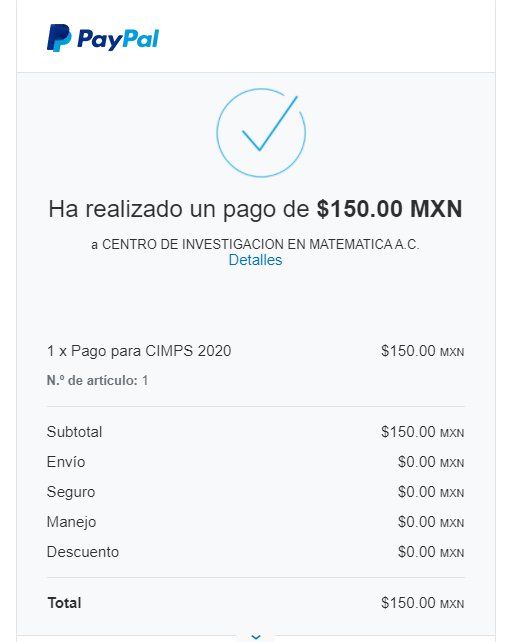 PayPal
Ha realizado un pago de $150.00 MXN
a CENTRO DE INVESTIGACION EN MATEMATICA A.C.
Detalles
1 x Pago para CIMPS 2020 $150.00 MXN
N.º de artículo: 1
Subtotal $150.00 MXN
Envío $0.00 MXN
Seguro $0.00 MXN
Manejo $0.00 MXN
Descuento $0.00 MXN
Total $150.00 MXN